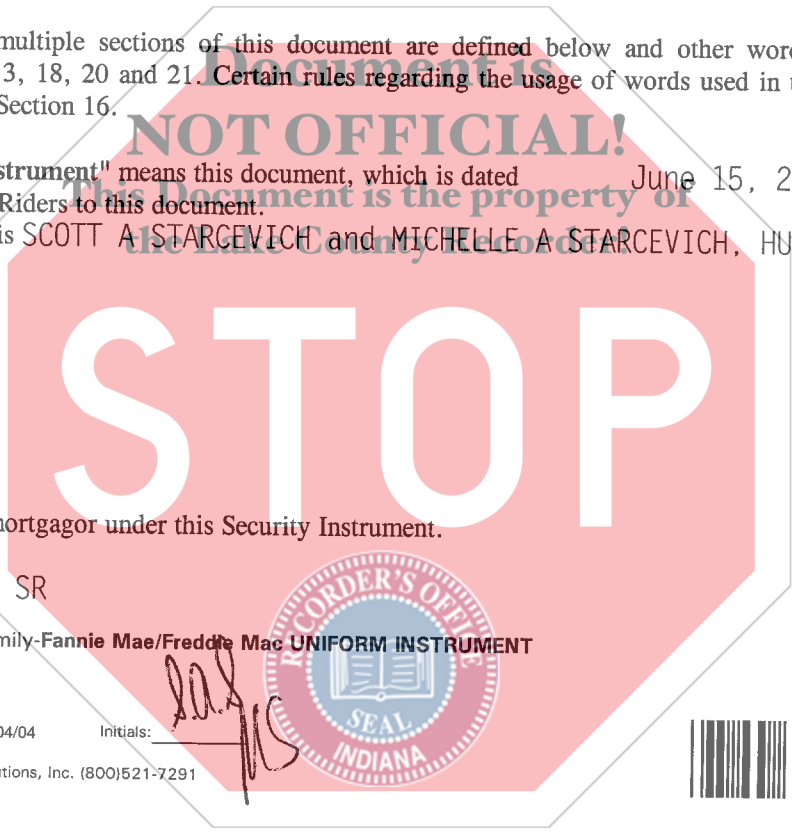 multiple sections of this document are defined below and other wor
3, 18, 20 and 21. Certain rules regarding the usage of words used in
Section 16.
Document is
NOT OFFICIAL!
This Document is the property of
the Lake County Recorder!
strument" means this document, which is dated June 15, 2
Riders to this document.
is SCOTT A STARCEVICH and MICHELLE A STARCEVICH, HU
STOP
ortgagor under this Security Instrument.
SR
mily-Fannie Mae/Freddie Mac UNIFORM INSTRUMENT
RECORDER'S OFFICE
SEAL
INDIANA
04/04 Initials: S.A.S MS
tions, Inc. (800)521-7291